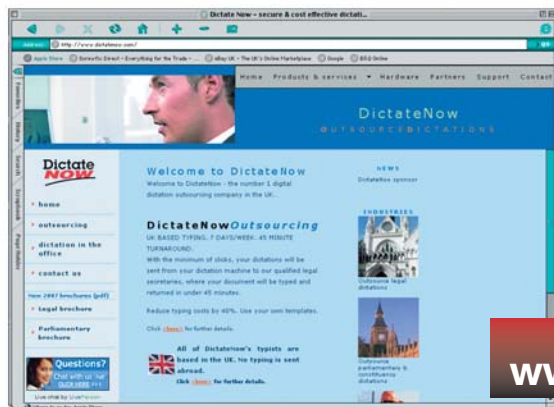 Dictate Now – secure & cost effective dictati...
Address: http://www.dictatenow.com/
Apple Store Screwfix Direct - Everything for the Trade - ... eBay UK - The UK's Online Marketplace Google Online
Home Products & services Hardware Partners Support Contact
Favorites
History
Search
Scrapbook
Page Holder
DictateNow
OUTSOURCEDICTATIONS
Dictate
NOW
home
outsourcing
dictation in the
office
contact us
New 2007 brochures (pdf)
Legal brochure
Parliamentary
brochure
Questions?
Chat with us live
CLICK HERE >>>
Live chat by LivePerson
Welcome to DictateNow
Welcome to DictateNow - the number 1 digital
dictation outsourcing company in the UK.
DictateNowOutsourcing
UK BASED TYPING. 7 DAYS/WEEK. 45 MINUTE
TURNAROUND.
With the minimum of clicks, your dictations will be
sent from your dictation machine to our qualified legal
secretaries, where your document will be typed and
returned in under 45 minutes.
Reduce typing costs by 40%. Use your own templates.
Click <here> for further details.
All of DictateNow's typists are
based in the UK. No typing is sent
abroad.
Click <here> for further details.
NEWS
DictateNow sponsor
INDUSTRIES
Outsource legal
dictations
Outsource
parliamentary &
constituency
dictations
ww